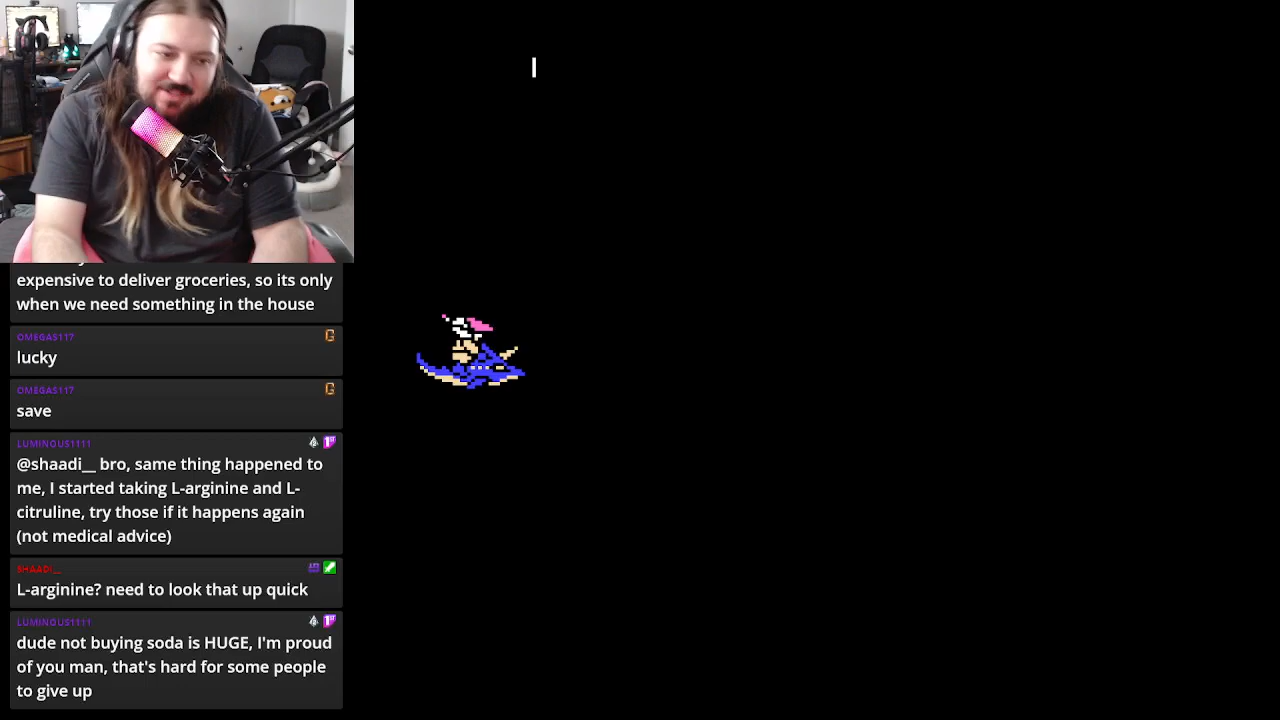 expensive to deliver groceries, so its only
when we need something in the house
OMEGAS117
lucky
OMEGAS117
save
LUMINOUS1111
@shaadi__ bro, same thing happened to
me, I started taking L-arginine and L-
citruline, try those if it happens again
(not medical advice)
SHAADI__
L-arginine? need to look that up quick
LUMINOUS1111
dude not buying soda is HUGE, I'm proud
of you man, that's hard for some people
to give up